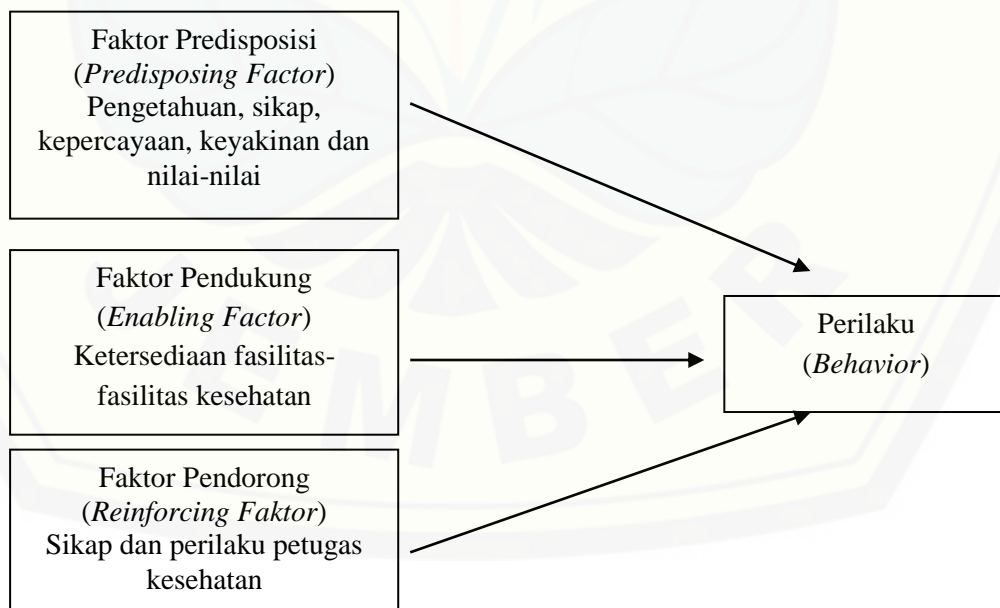 Faktor Predisposisi
(Predisposing Factor)
Pengetahuan, sikap,
kepercayaan, keyakinan dan
nilai-nilai
Faktor Pendukung
(Enabling Factor)
Ketersediaan fasilitas-
fasilitas kesehatan
Faktor Pendorong
(Reinforcing Faktor)
Sikap dan perilaku petugas
kesehatan
Perilaku
(Behavior)
JEMBER